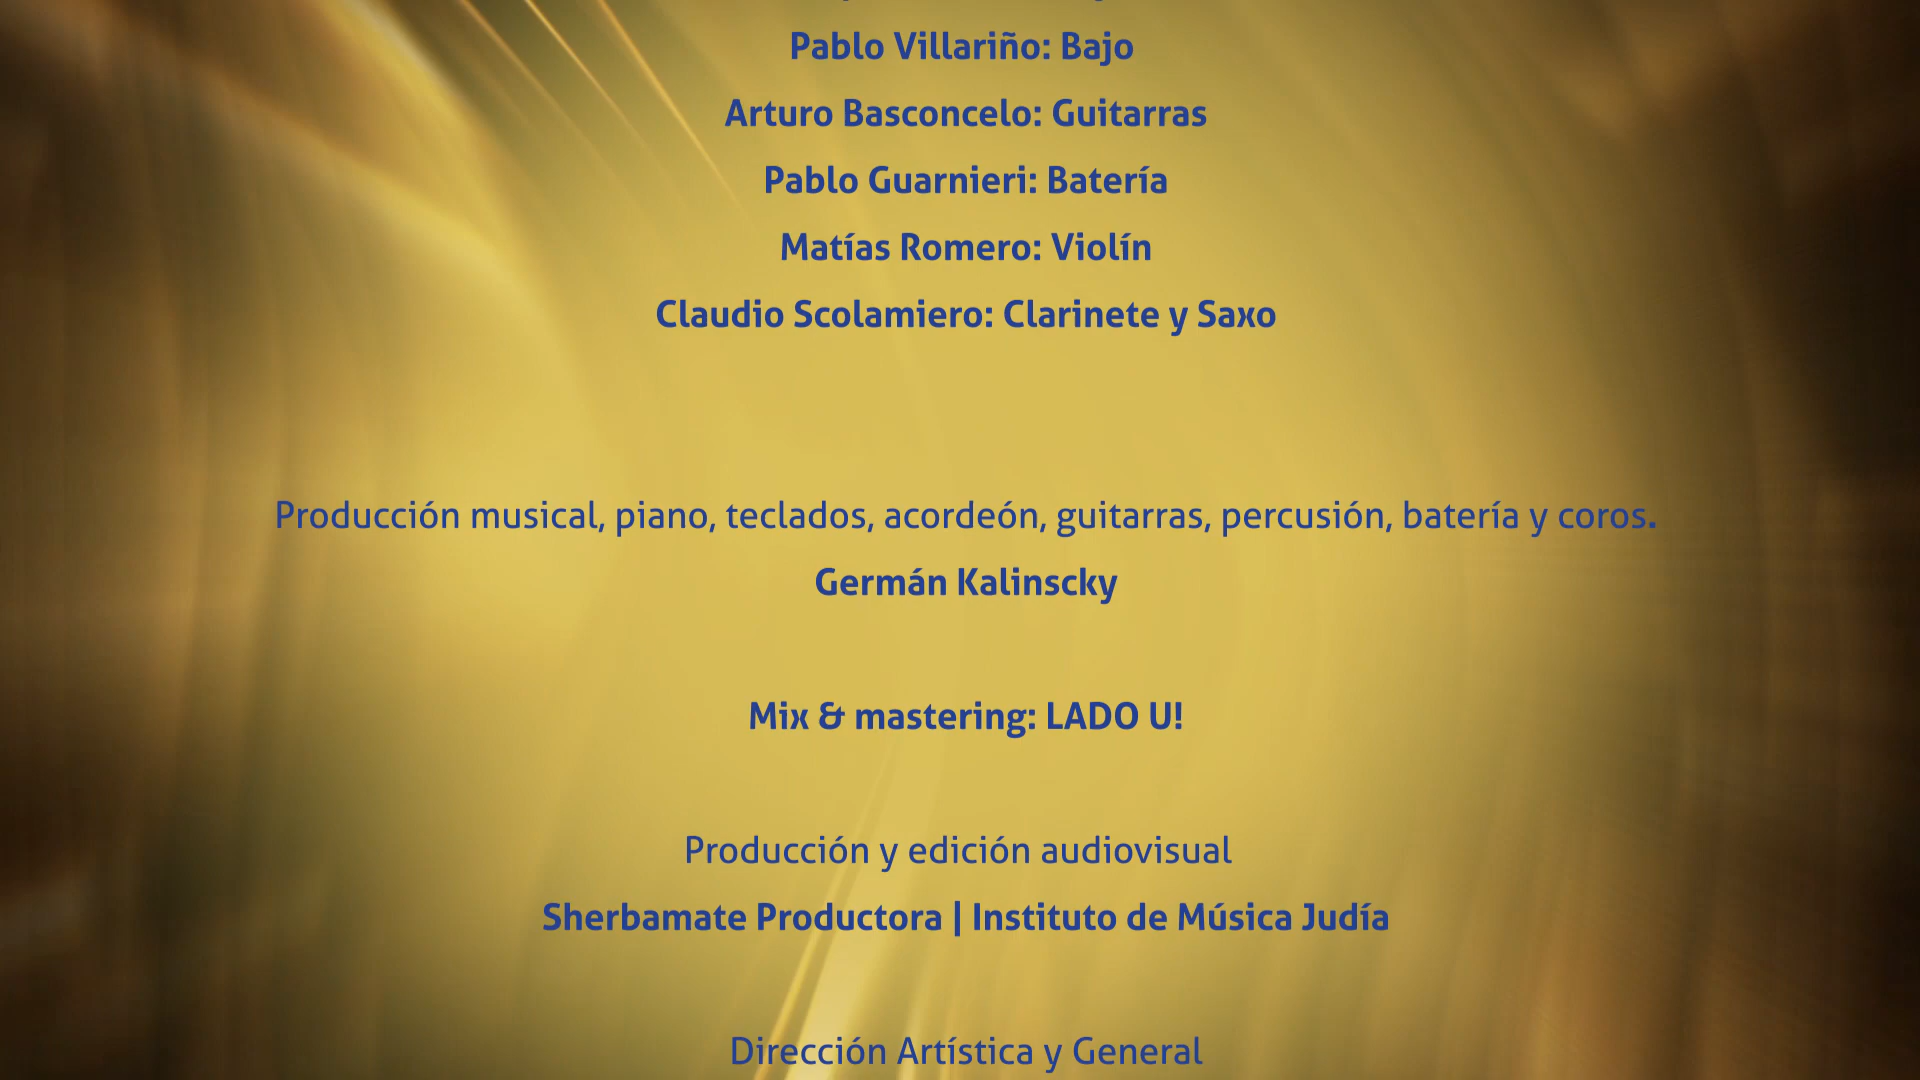 Pablo Villariño: Bajo
Arturo Basconcelo: Guitarras
Pablo Guarnieri: Batería
Matías Romero: Violín
Claudio Scolamiero: Clarinete y Saxo
Producción musical, piano, teclados, acordeón, guitarras, percusión, batería y coros.
Germán Kalinscky
Mix & mastering: LADO U!
Producción y edición audiovisual
Sherbamate Productora | Instituto de Música Judía
Dirección Artística y General